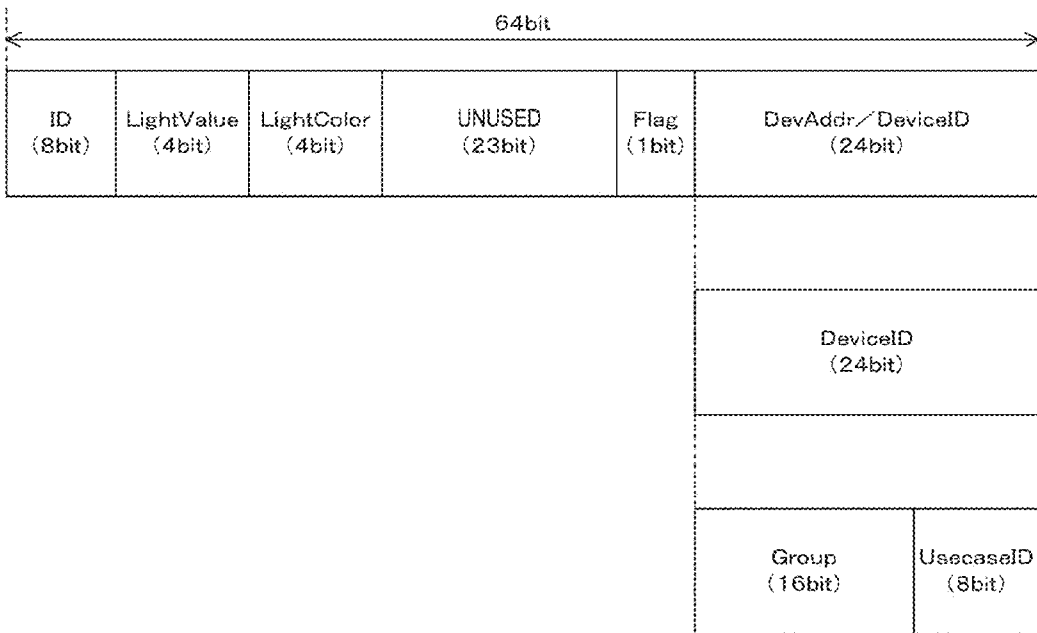 64bit
ID
(8bit)
LightValue
(4bit)
LightColor
(4bit)
UNUSED
(23bit)
Flag
(1bit)
DevAddr／DeviceID
(24bit)
DeviceID
(24bit)
Group
(16bit)
UsecaseID
(8bit)